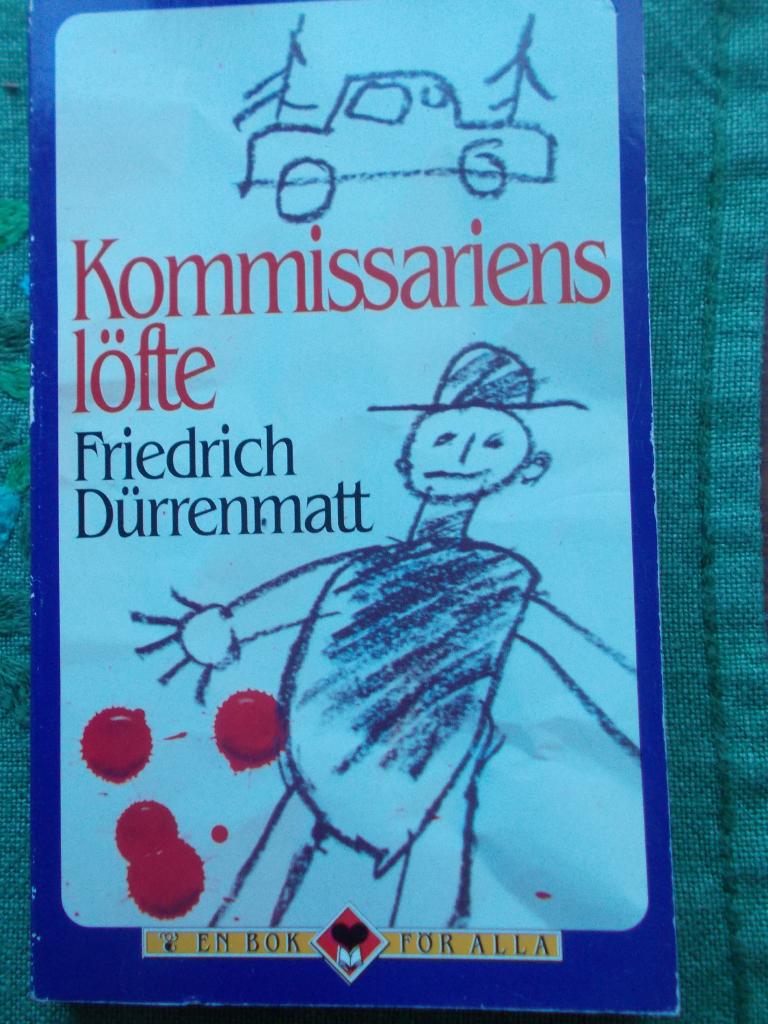 Kommissariens
löfte
Friedrich
Dürrenmatt
EN BOK FÖR ALLA